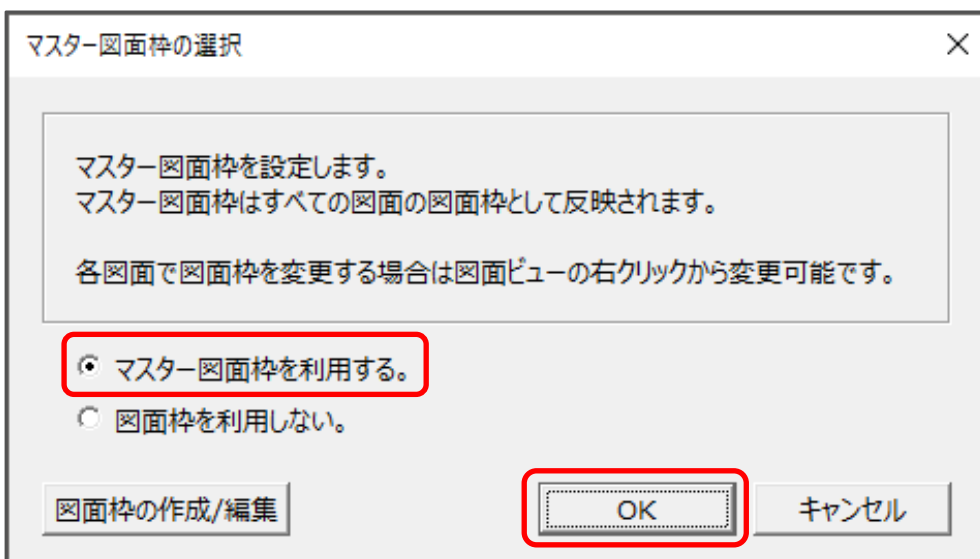 マスター図面枠の選択
マスター図面枠を設定します。
マスター図面枠はすべての図面の図面枠として反映されます。
各図面で図面枠を変更する場合は図面ビューの右クリックから変更可能です。
マスター図面枠を利用する。
図面枠を利用しない。
図面枠の作成/編集
OK
キャンセル